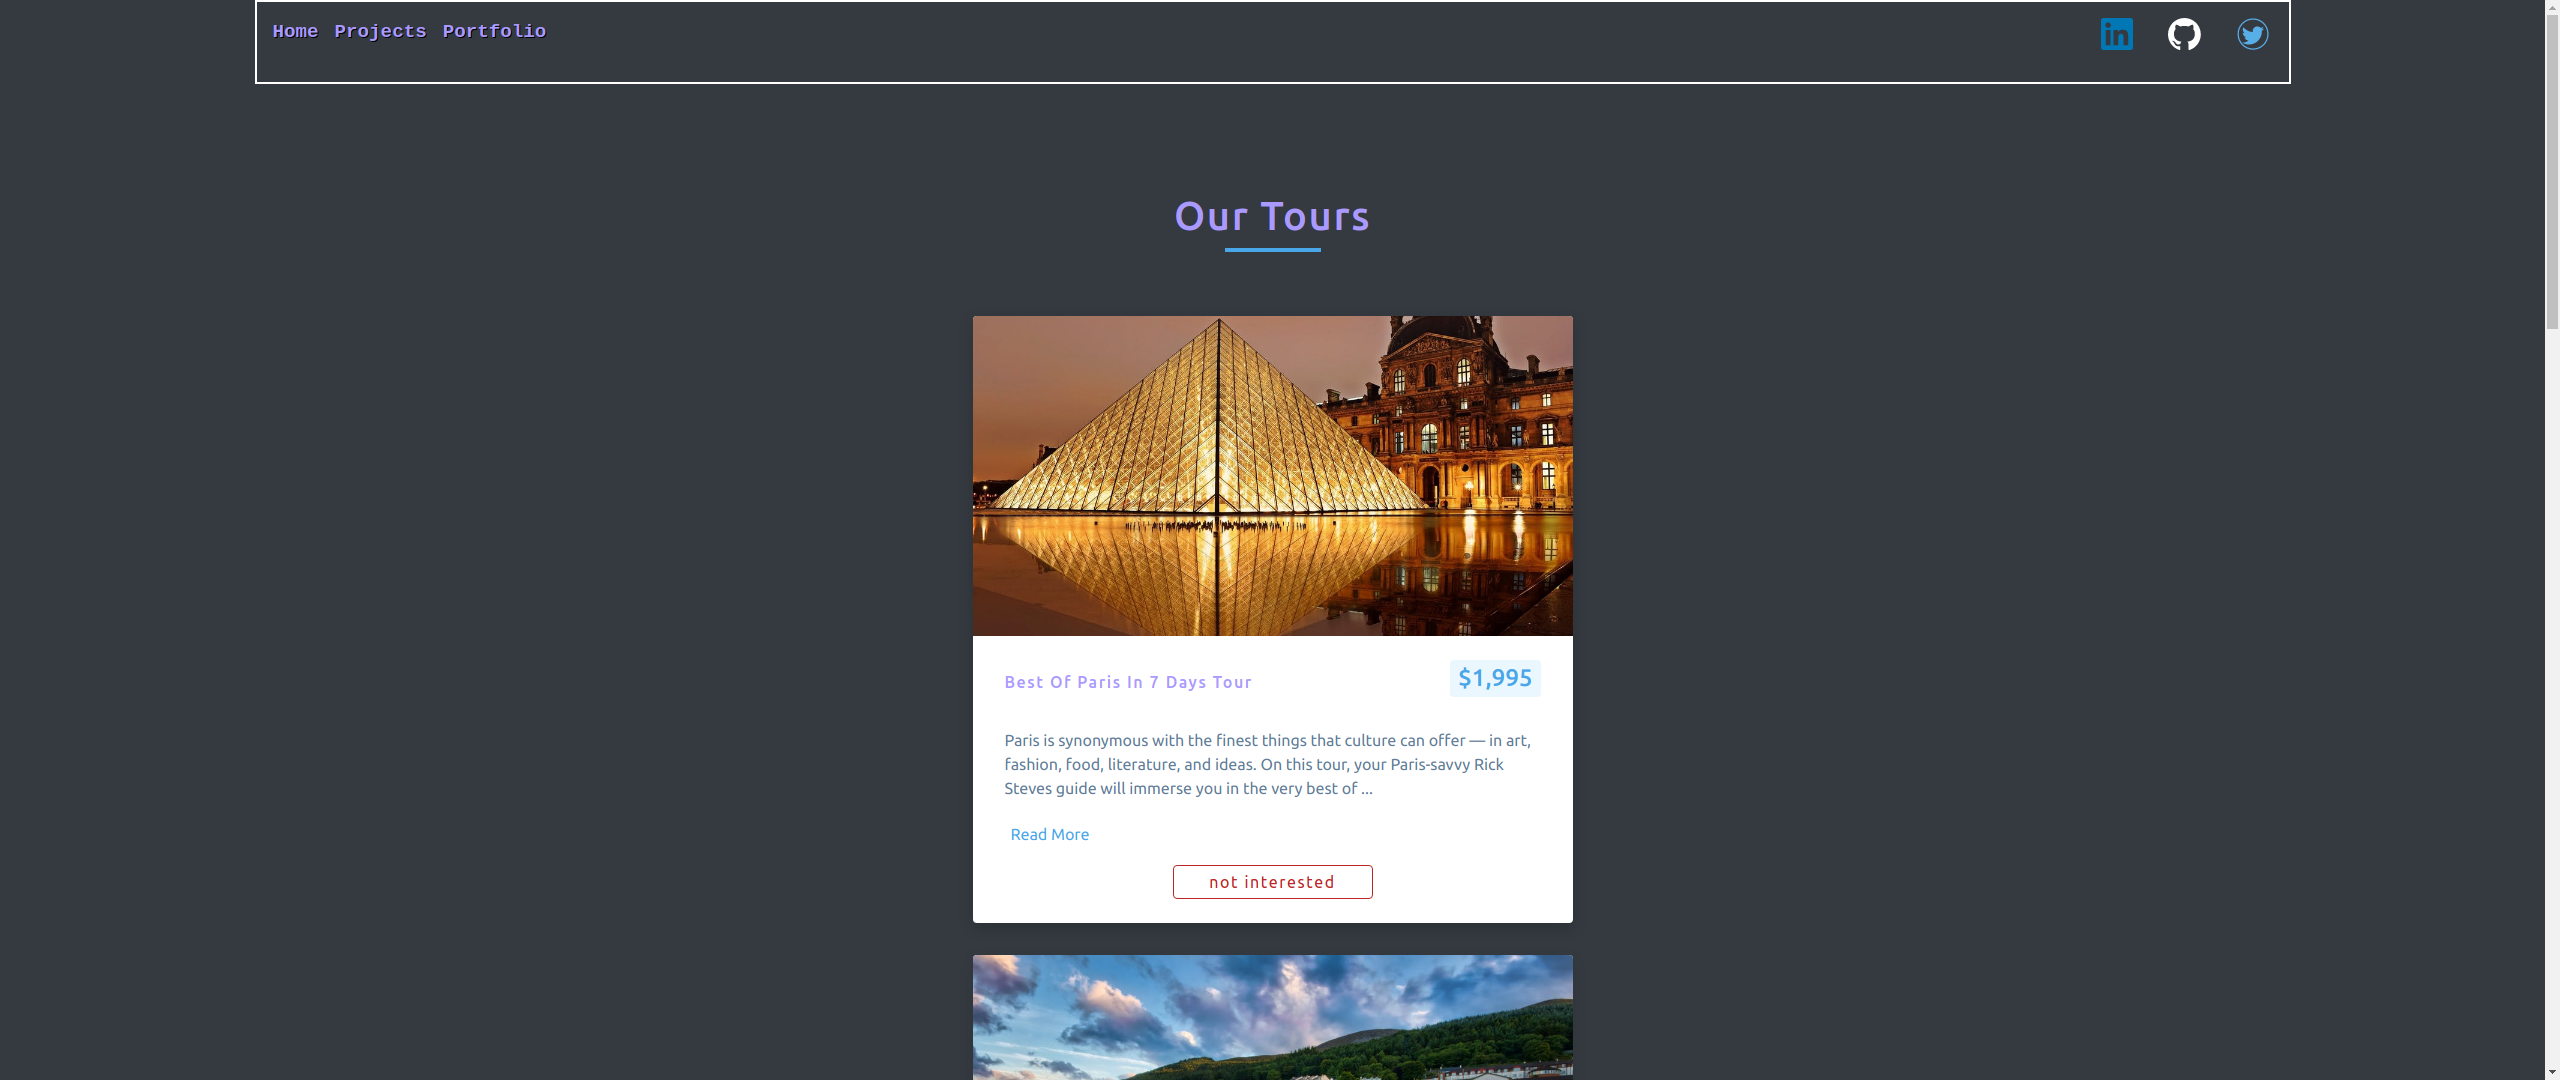 Home Projects Portfolio
in
Our Tours
Best Of Paris In 7 Days Tour
$1,995
Paris is synonymous with the finest things that culture can offer — in art,
fashion, food, literature, and ideas. On this tour, your Paris-savvy Rick
Steves guide will immerse you in the very best of ...
Read More
not interested